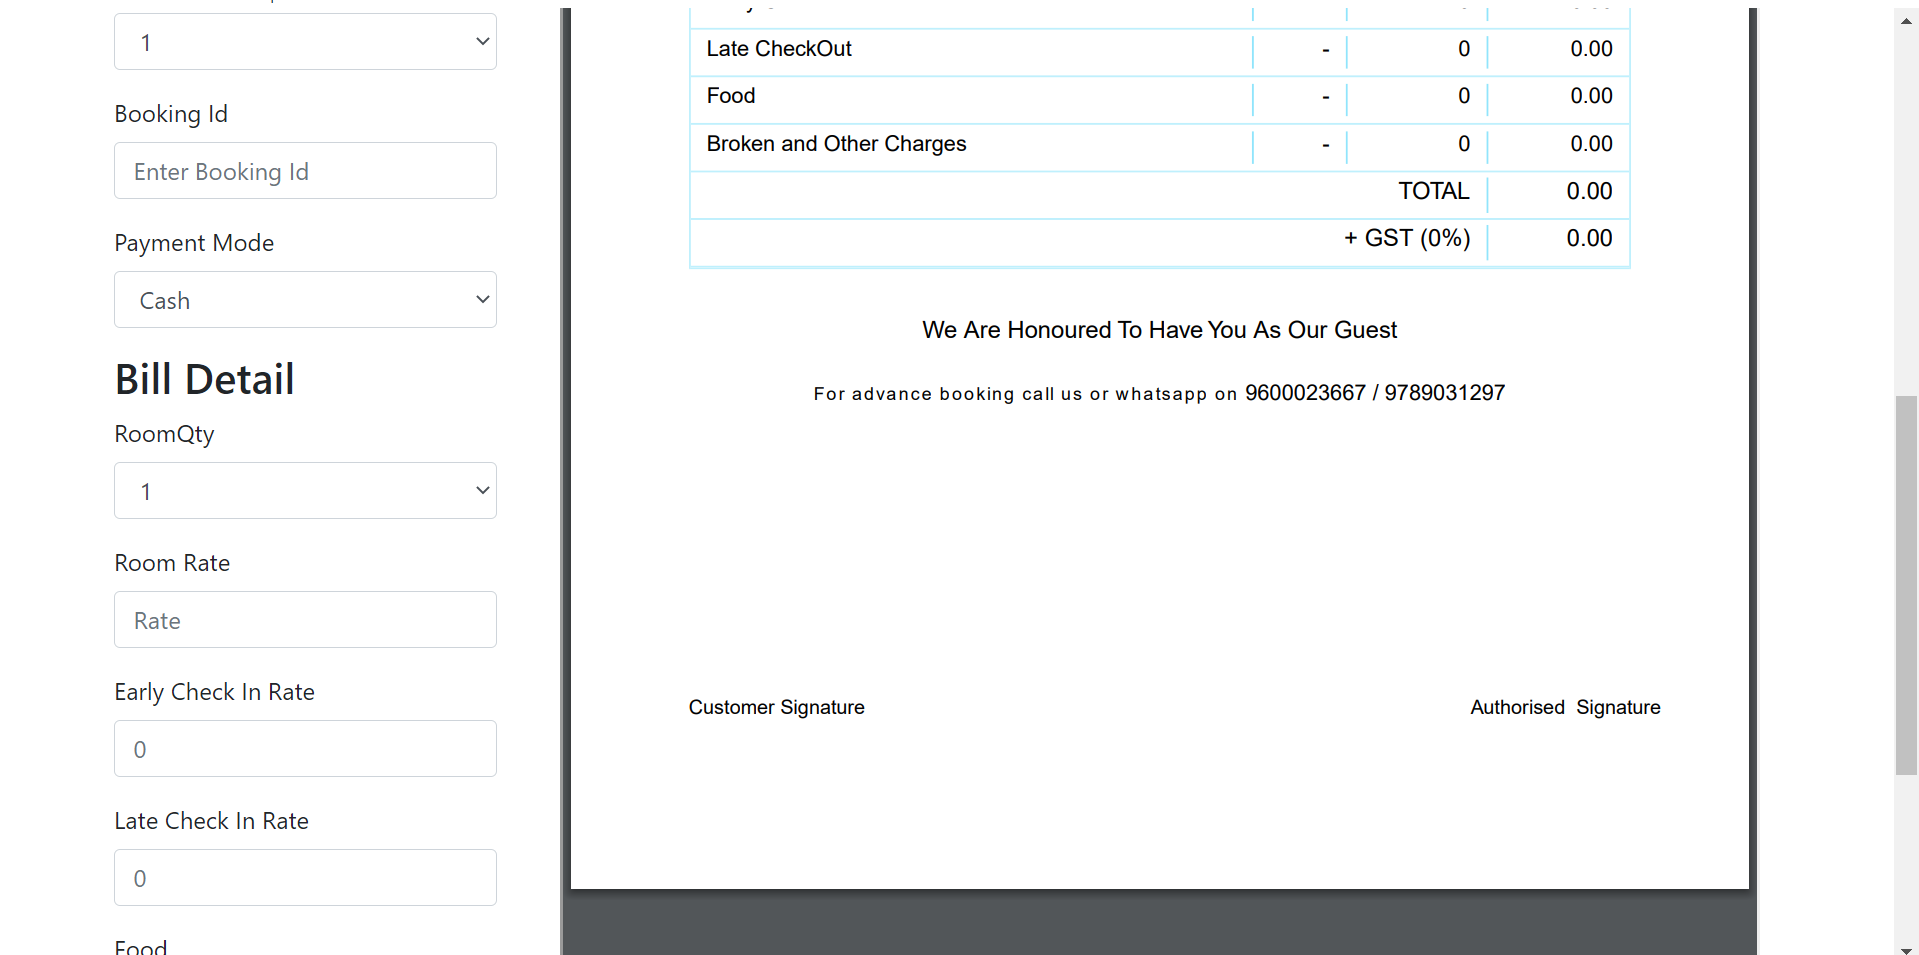 1
Booking Id
Enter Booking Id
Payment Mode
Cash
Bill Detail
RoomQty
1
Room Rate
Rate
Early Check In Rate
0
Late Check In Rate
0
Food
Late CheckOut - 0 0.00
Food - 0 0.00
Broken and Other Charges - 0 0.00
TOTAL 0.00
+ GST (0%) 0.00
We Are Honoured To Have You As Our Guest
For advance booking call us or whatsapp on 9600023667 / 9789031297
Customer Signature Authorised Signature